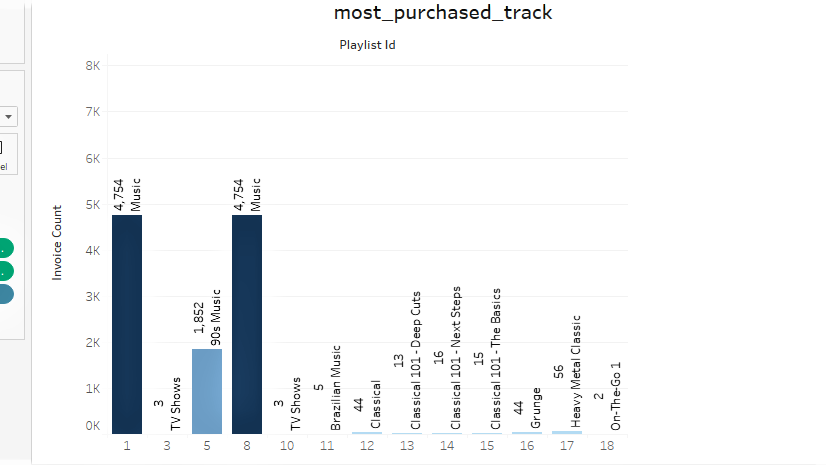 most_purchased_track
Playlist Id
8K
7K
6K
5K
4K
3K
2K
1K
0K
Invoice Count
4,754
Music
3
TV Shows
1,852
90s Music
4,754
Music
3
TV Shows
5
Brazilian Music
44
Classical
13
Classical 101 - Deep Cuts
16
Classical 101 - Next Steps
15
Classical 101 - The Basics
44
Grunge
56
Heavy Metal Classic
2
On-The-Go 1
1 3 5 8 10 11 12 13 14 15 16 17 18
el